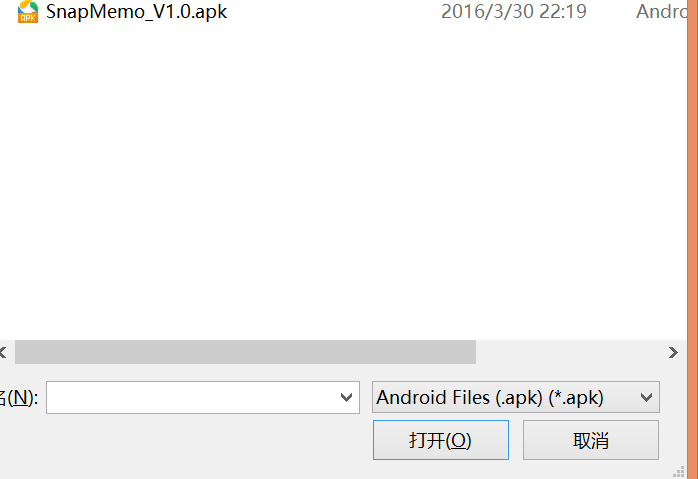 SnapMemo_V1.0.apk 2016/3/30 22:19 Andro
名(N):
Android Files (.apk) (*.apk)
打开(O) 取消